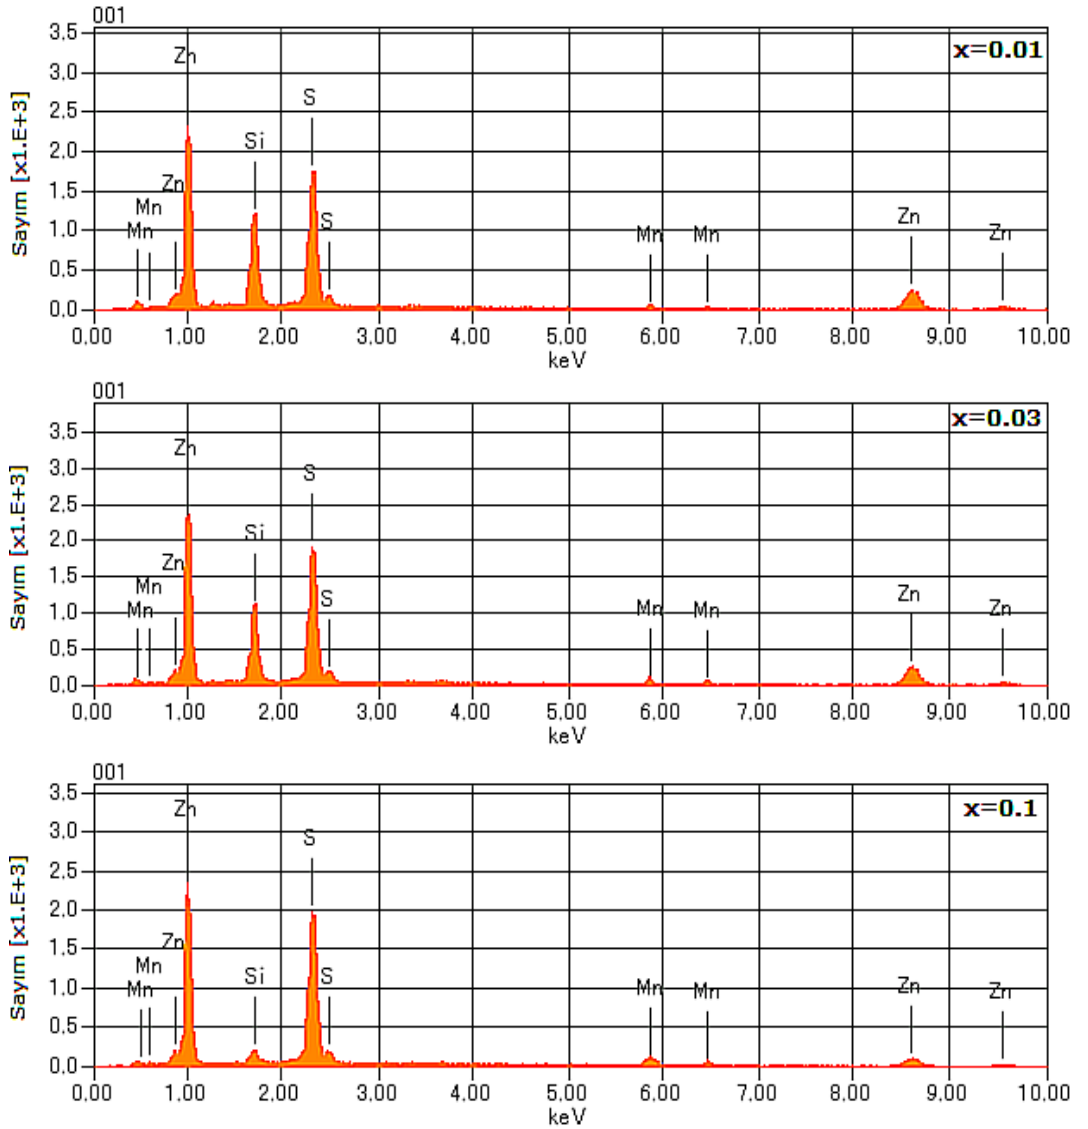 001
3.5
x=0.01
Zn
3.0
S
2.5
Si
2.0
Zn
1.5
Mn
S
Mn
Mn
Mn
Zn
Zn
1.0
0.5
0.0
Sayım [x1.E+3]
0.00 1.00 2.00 3.00 4.00 5.00 6.00 7.00 8.00 9.00 10.00
keV
001
x=0.03
3.5
Zn
3.0
S
2.5
Si
2.0
Zn
1.5
Mn
S
Mn
Mn
Mn
Zn
Zn
1.0
0.5
0.0
Sayım [x1.E+3]
0.00 1.00 2.00 3.00 4.00 5.00 6.00 7.00 8.00 9.00 10.00
keV
001
3.5
x=0.1
Zn
3.0
S
2.5
2.0
Zn
1.5
Mn
Si
S
Mn
Mn
Mn
Zn
Zn
1.0
0.5
0.0
Sayım [x1.E+3]
0.00 1.00 2.00 3.00 4.00 5.00 6.00 7.00 8.00 9.00 10.00
keV